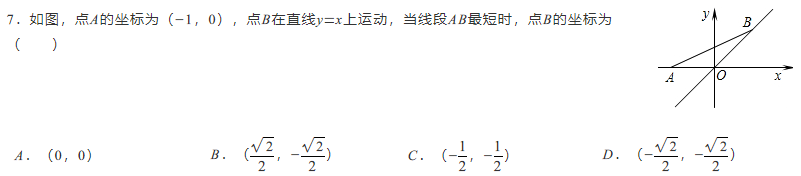 7．如图，点A的坐标为（−1，0），点B在直线y=x上运动，当线段AB最短时，点B的坐标为
（　　）
y
B
A
O
x
A．（0，0）
B．（√2/2，−√2/2）
C．（−1/2，−1/2）
D．（−√2/2，−√2/2）